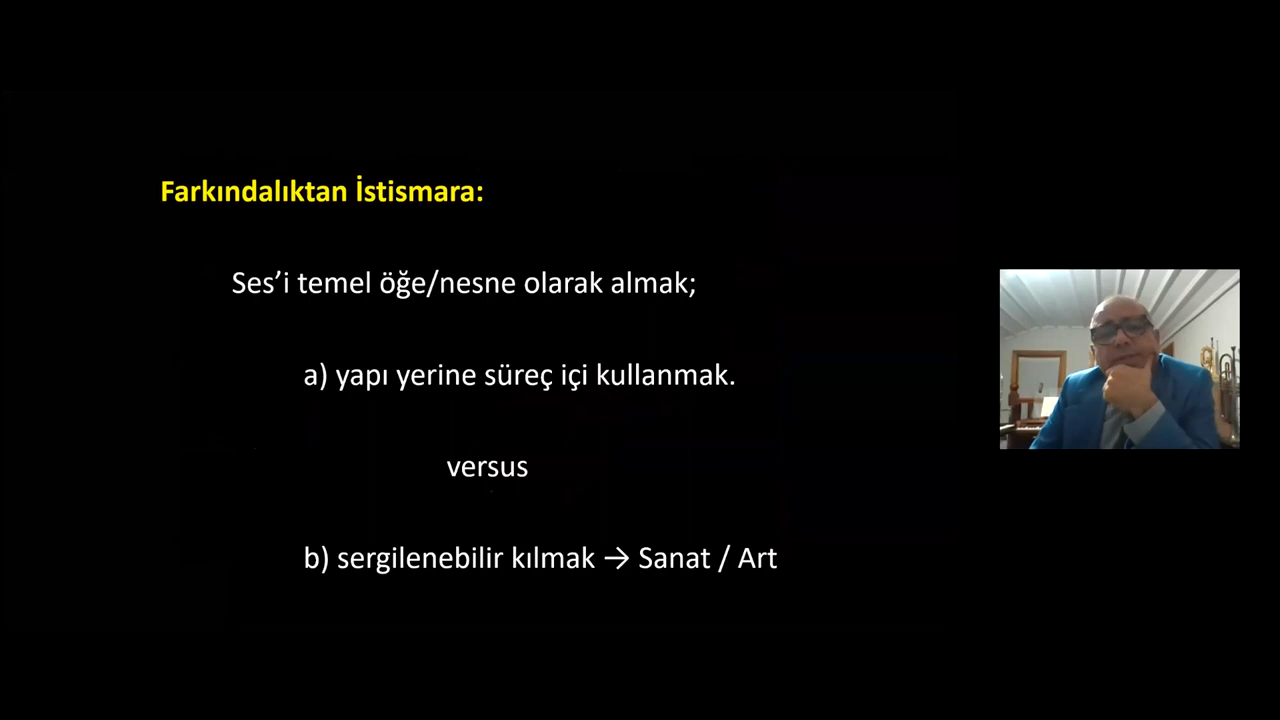 Farkındalıktan İstismara:
Ses’i temel öğe/nesne olarak almak;
a) yapı yerine süreç içi kullanmak.
versus
b) sergilenebilir kılmak → Sanat / Art